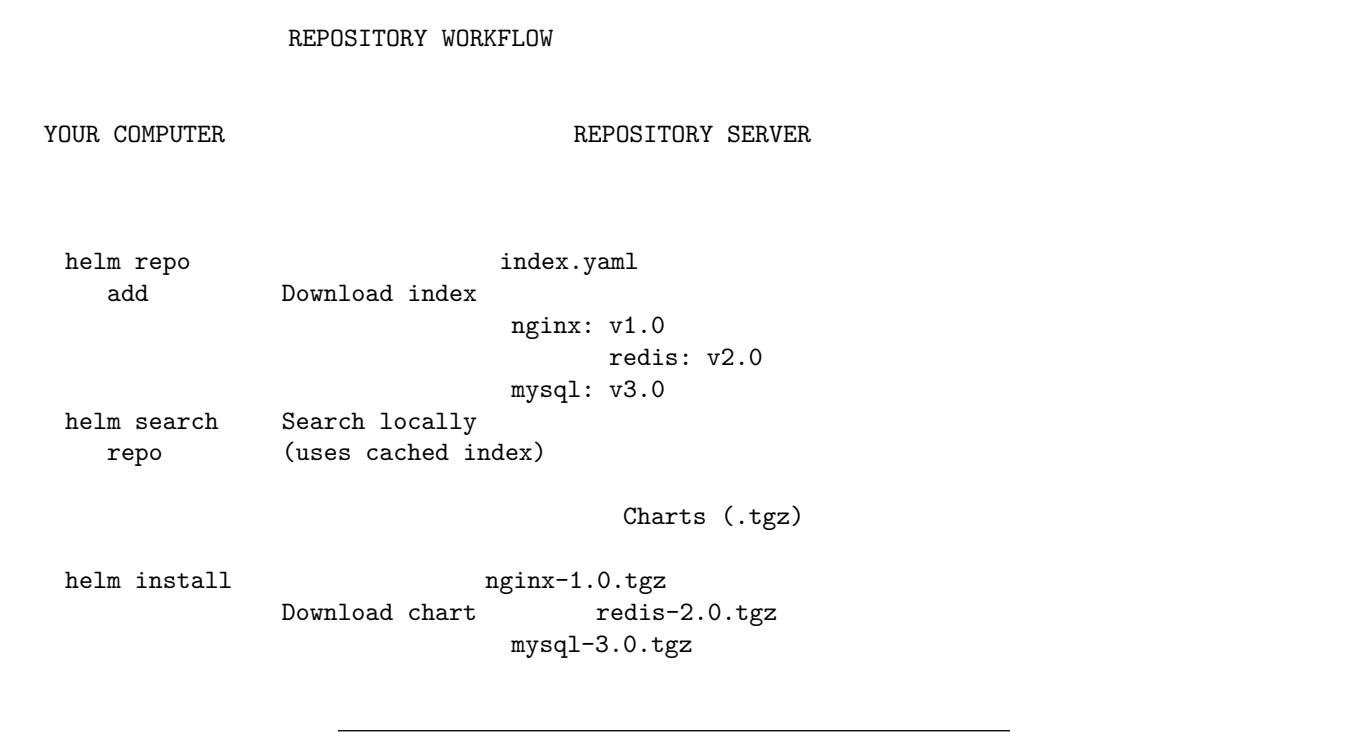 REPOSITORY WORKFLOW
YOUR COMPUTER REPOSITORY SERVER
helm repo index.yaml
add Download index
nginx: v1.0
redis: v2.0
mysql: v3.0
helm search Search locally
repo (uses cached index)
Charts (.tgz)
helm install nginx-1.0.tgz
Download chart redis-2.0.tgz
mysql-3.0.tgz